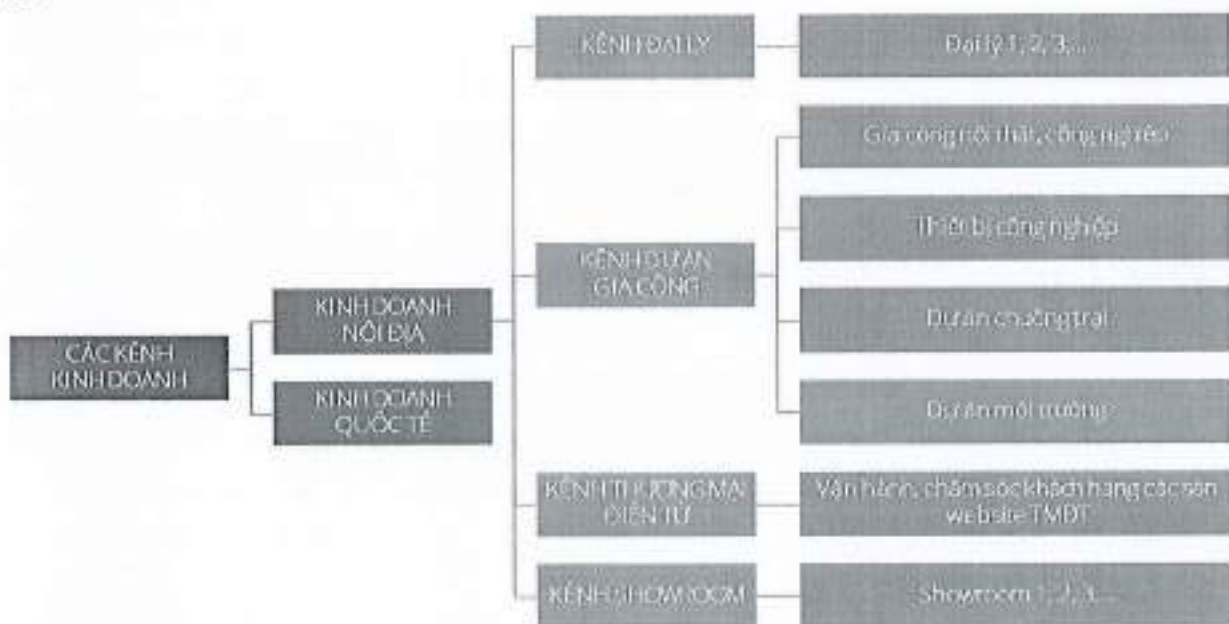 KÊNH ĐẠI LÝ
Đại lý 1, 2, 3,...
Gia công nội thất, công nghiệp
Thiết bị công nghiệp
KÊNH DỰ ÁN
GIA CÔNG
KINH DOANH
NỘI ĐỊA
Dự án chuồng trại
CÁC KÊNH
KINH DOANH
KINH DOANH
QUỐC TẾ
Dự án môi trường
KÊNH THƯƠNG MẠI
ĐIỆN TỬ
Vận hành, chăm sóc khách hàng các sàn
website TMĐT
KÊNH SHOWROOM
Showroom 1, 2, 3,...